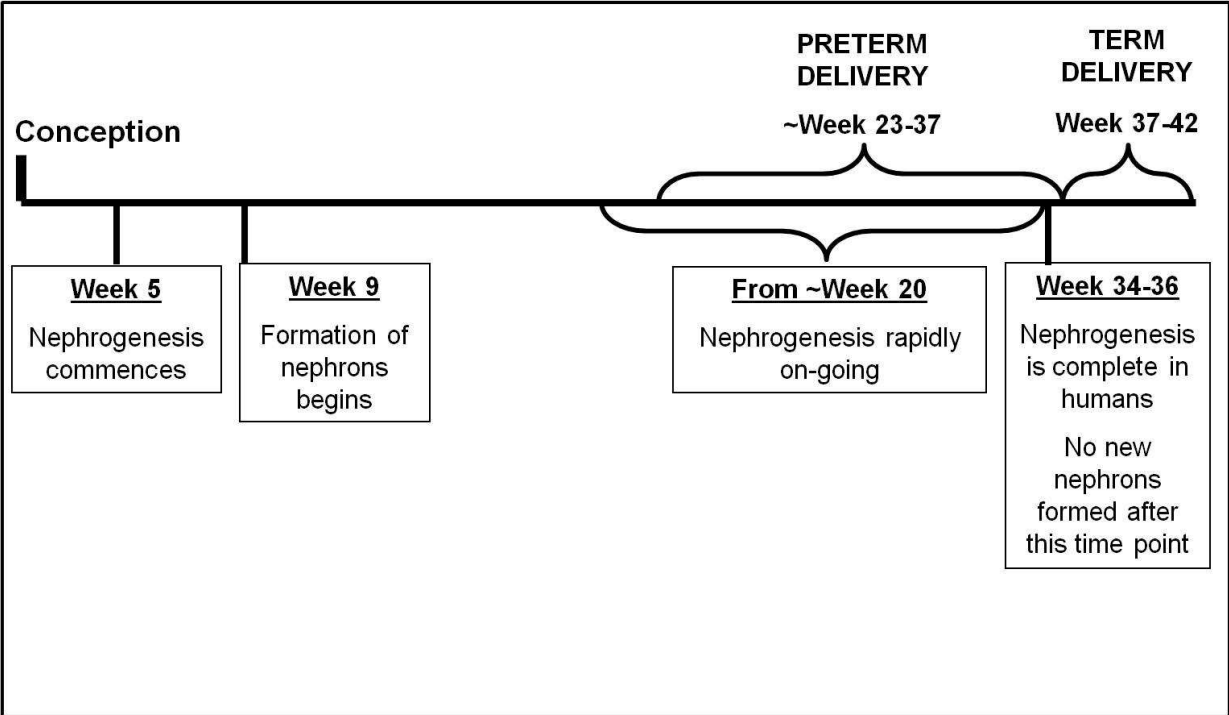 PRETERM
DELIVERY
~Week 23-37
TERM
DELIVERY
Week 37-42
Conception
Week 5
Nephrogenesis
commences
Week 9
Formation of
nephrons
begins
From ~Week 20
Nephrogenesis rapidly
on-going
Week 34-36
Nephrogenesis
is complete in
humans
No new
nephrons
formed after
this time point